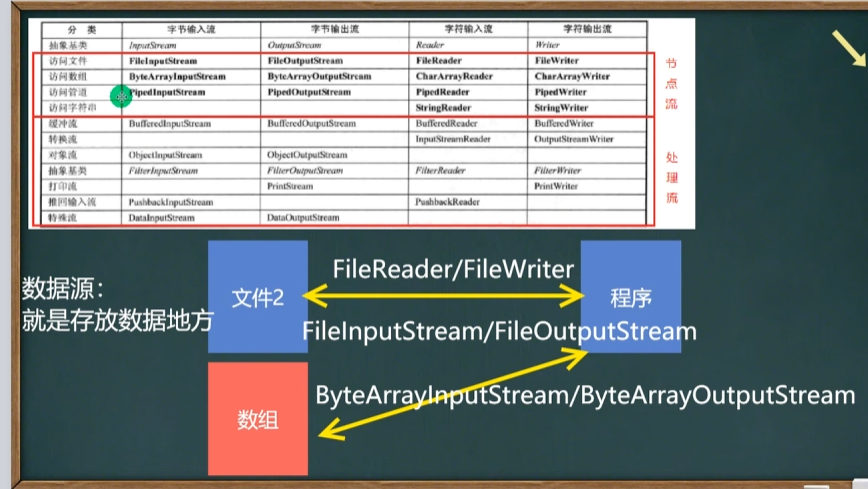 分 类 字节输入流 字节输出流 字符输入流 字符输出流
抽象基类 InputStream OutputStream Reader Writer
访问文件 FileInputStream FileOutputStream FileReader FileWriter
访问数组 ByteArrayInputStream ByteArrayOutputStream CharArrayReader CharArrayWriter
访问管道 PipedInputStream PipedOutputStream PipedReader PipedWriter
访问字符串 StringReader StringWriter
缓冲流 BufferedInputStream BufferedOutputStream BufferedReader BufferedWriter
转换流 InputStreamReader OutputStreamWriter
对象流 ObjectInputStream ObjectOutputStream
抽象基类 FilterInputStream FilterOutputStream FilterReader FilterWriter
打印流 PrintStream PrintWriter
推回输入流 PushbackInputStream PushbackReader
特殊流 DataInputStream DataOutputStream
节
点
流
处
理
流
数据源：
就是存放数据地方
文件2
FileReader/FileWriter
程序
FileInputStream/FileOutputStream
数组
ByteArrayInputStream/ByteArrayOutputStream